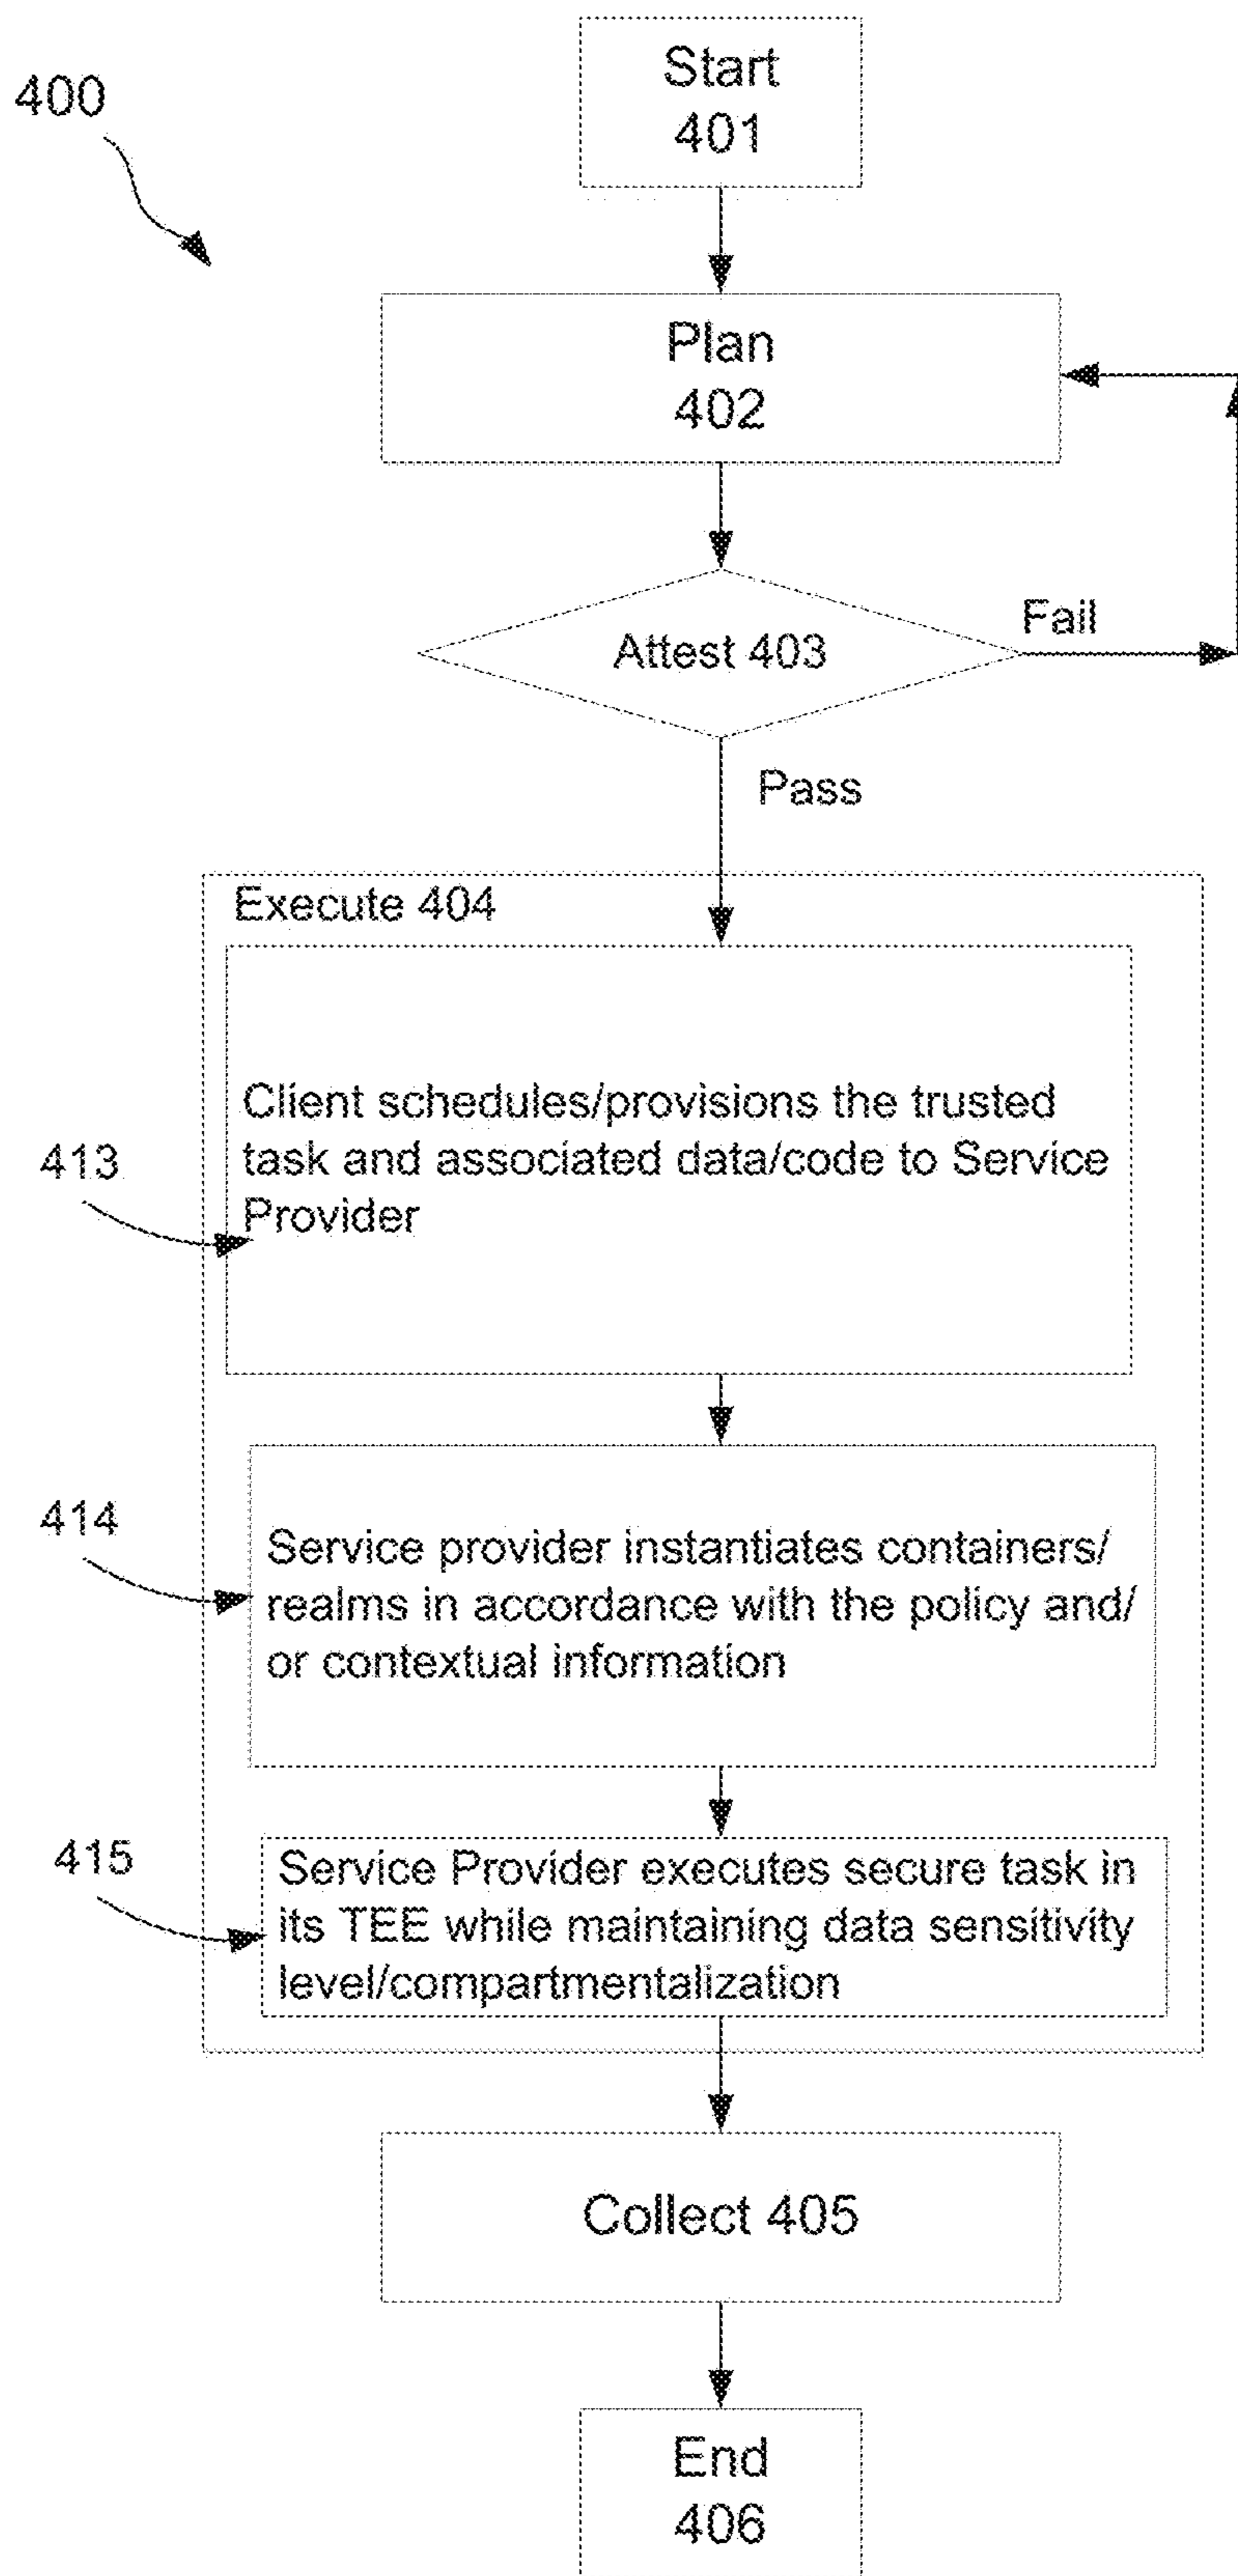 400
Start
401
Plan
402
Attest 403
Fail
Pass
Execute 404
413
Client schedules/provisions the trusted
task and associated data/code to Service
Provider
414
Service provider instantiates containers/
realms in accordance with the policy and/
or contextual information
415
Service Provider executes secure task in
its TEE while maintaining data sensitivity
level/compartmentalization
Collect 405
End
406